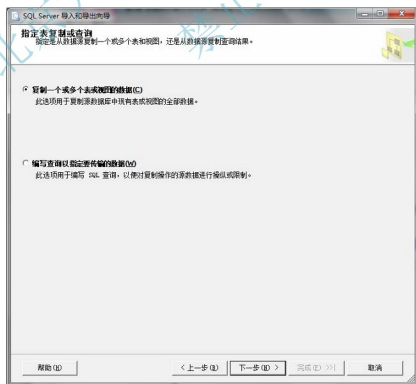 SQL Server 导入和导出向导
指定表复制或查询
指定是从数据源复制一个或多个表和视图，还是从数据源复制查询结果。
复制一个或多个表或视图的数据(C)
此选项用于复制源数据库中现有表或视图的全部数据。
编写查询以指定要传输的数据(W)
此选项用于编写 SQL 查询，以便对复制操作的源数据进行操纵或限制。
帮助(H)
< 上一步(B)
下一步(N) >
完成(F) >>|
取消